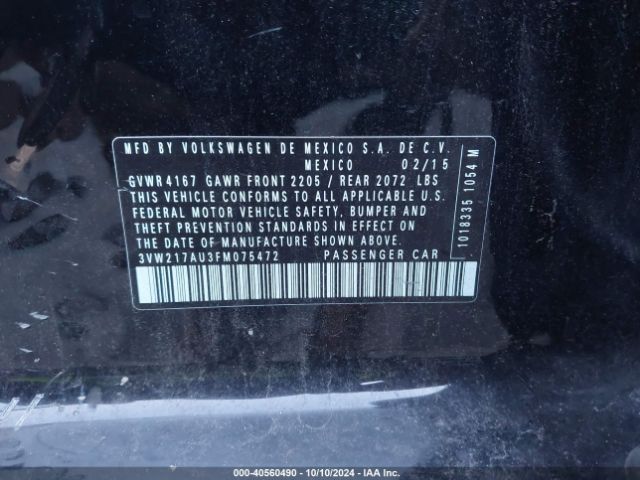 MFD BY VOLKSWAGEN DE MEXICO S.A. DE C.V.
MEXICO 02/15
GVWR 4167 GAWR FRONT 2205 / REAR 2072 LBS
THIS VEHICLE CONFORMS TO ALL APPLICABLE U.S.
FEDERAL MOTOR VEHICLE SAFETY, BUMPER AND
THEFT PREVENTION STANDARDS IN EFFECT ON
THE DATE OF MANUFACTURE SHOWN ABOVE.
3VW217AU3FM075472 PASSENGER CAR
1018335 1054 M
000-40560490 - 10/10/2024 - IAA Inc.